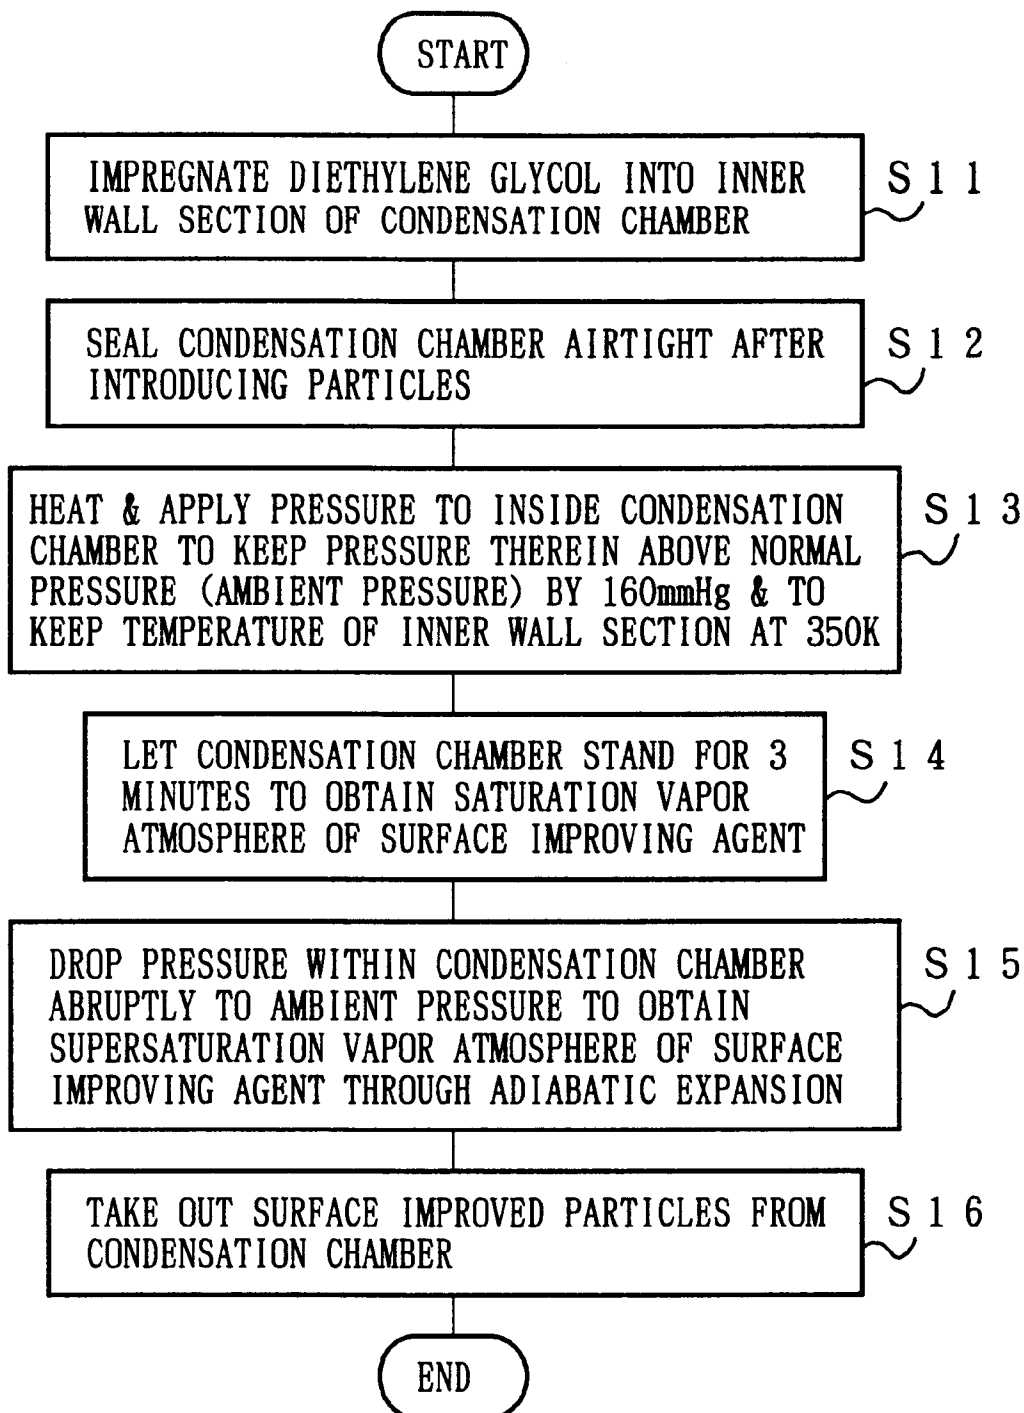 START
IMPREGNATE DIETHYLENE GLYCOL INTO INNER
WALL SECTION OF CONDENSATION CHAMBER
S11
SEAL CONDENSATION CHAMBER AIRTIGHT AFTER
INTRODUCING PARTICLES
S12
HEAT & APPLY PRESSURE TO INSIDE CONDENSATION
CHAMBER TO KEEP PRESSURE THEREIN ABOVE NORMAL
PRESSURE (AMBIENT PRESSURE) BY 160mmHg & TO
KEEP TEMPERATURE OF INNER WALL SECTION AT 350K
S13
LET CONDENSATION CHAMBER STAND FOR 3
MINUTES TO OBTAIN SATURATION VAPOR
ATMOSPHERE OF SURFACE IMPROVING AGENT
S14
DROP PRESSURE WITHIN CONDENSATION CHAMBER
ABRUPTLY TO AMBIENT PRESSURE TO OBTAIN
SUPERSATURATION VAPOR ATMOSPHERE OF SURFACE
IMPROVING AGENT THROUGH ADIABATIC EXPANSION
S15
TAKE OUT SURFACE IMPROVED PARTICLES FROM
CONDENSATION CHAMBER
S16
END